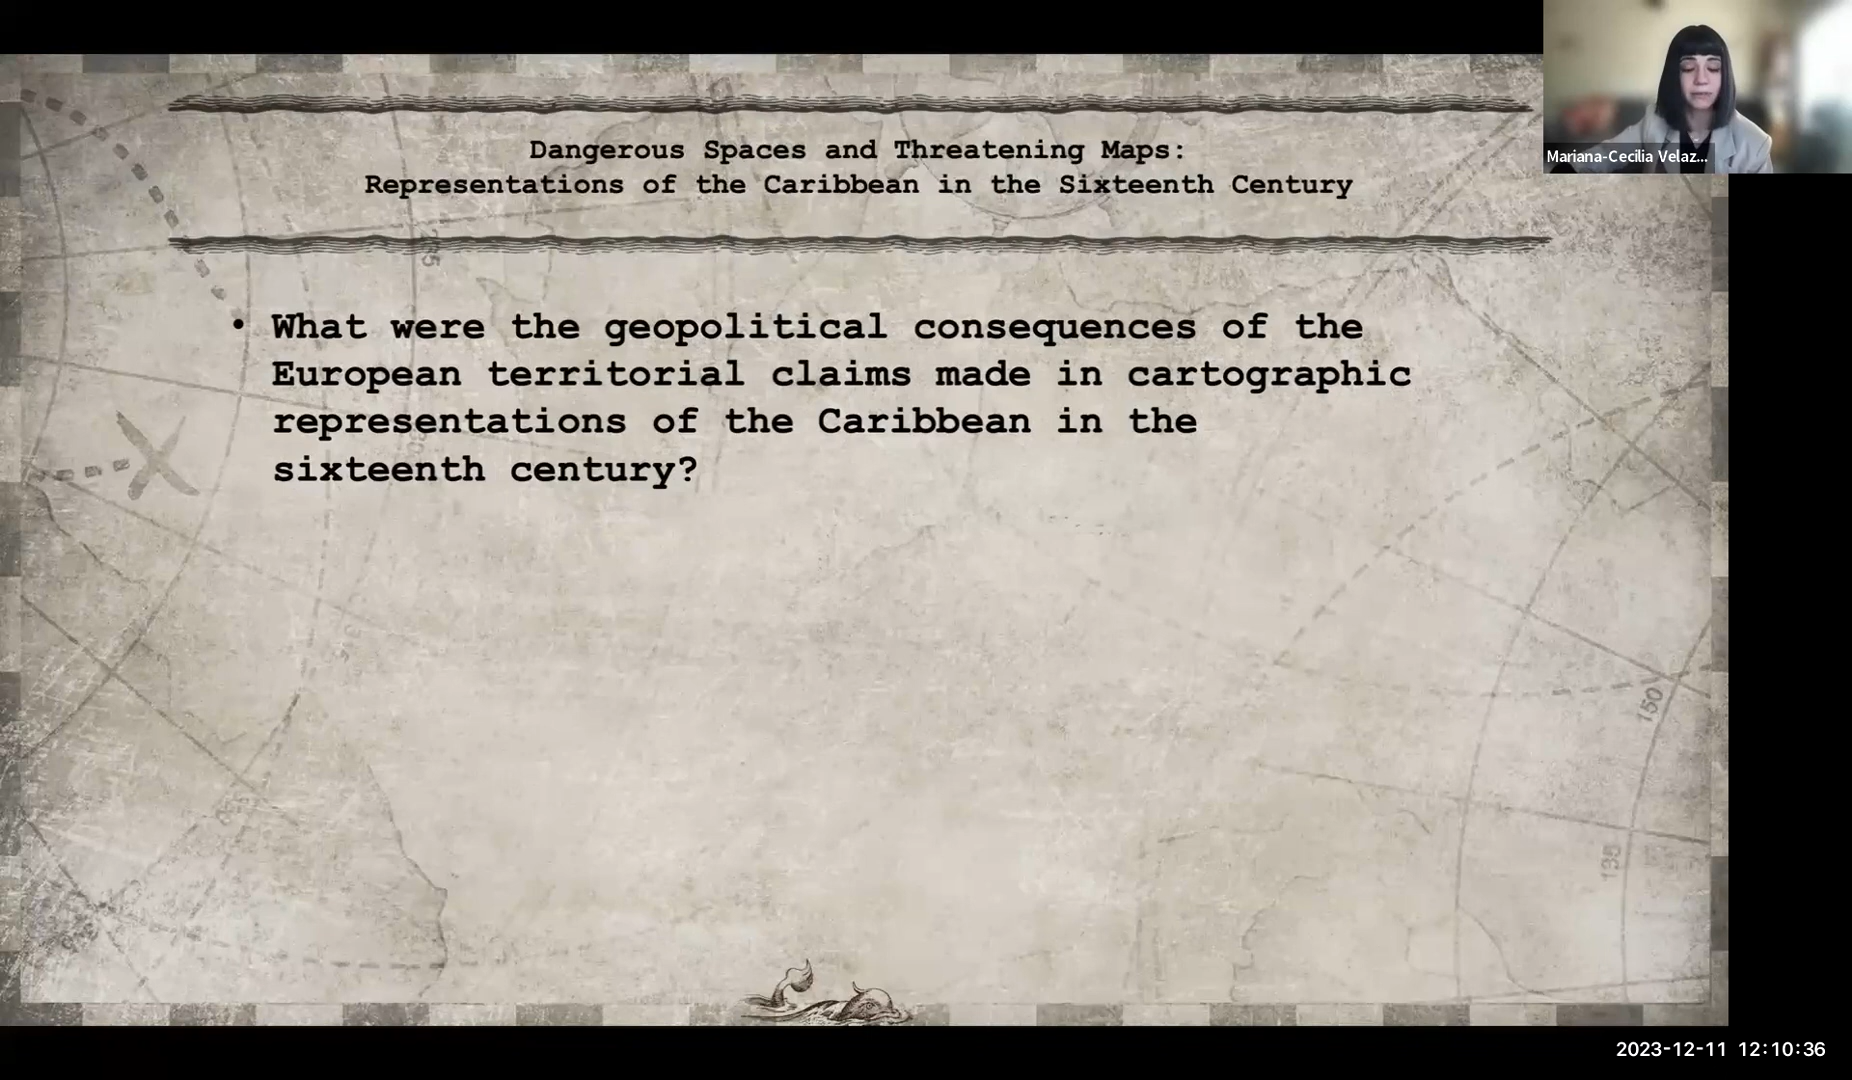 Dangerous Spaces and Threatening Maps:
Representations of the Caribbean in the Sixteenth Century
Mariana-Cecilia Velaz...
• What were the geopolitical consequences of the
European territorial claims made in cartographic
representations of the Caribbean in the
sixteenth century?
150
135
2023-12-11 12:10:36